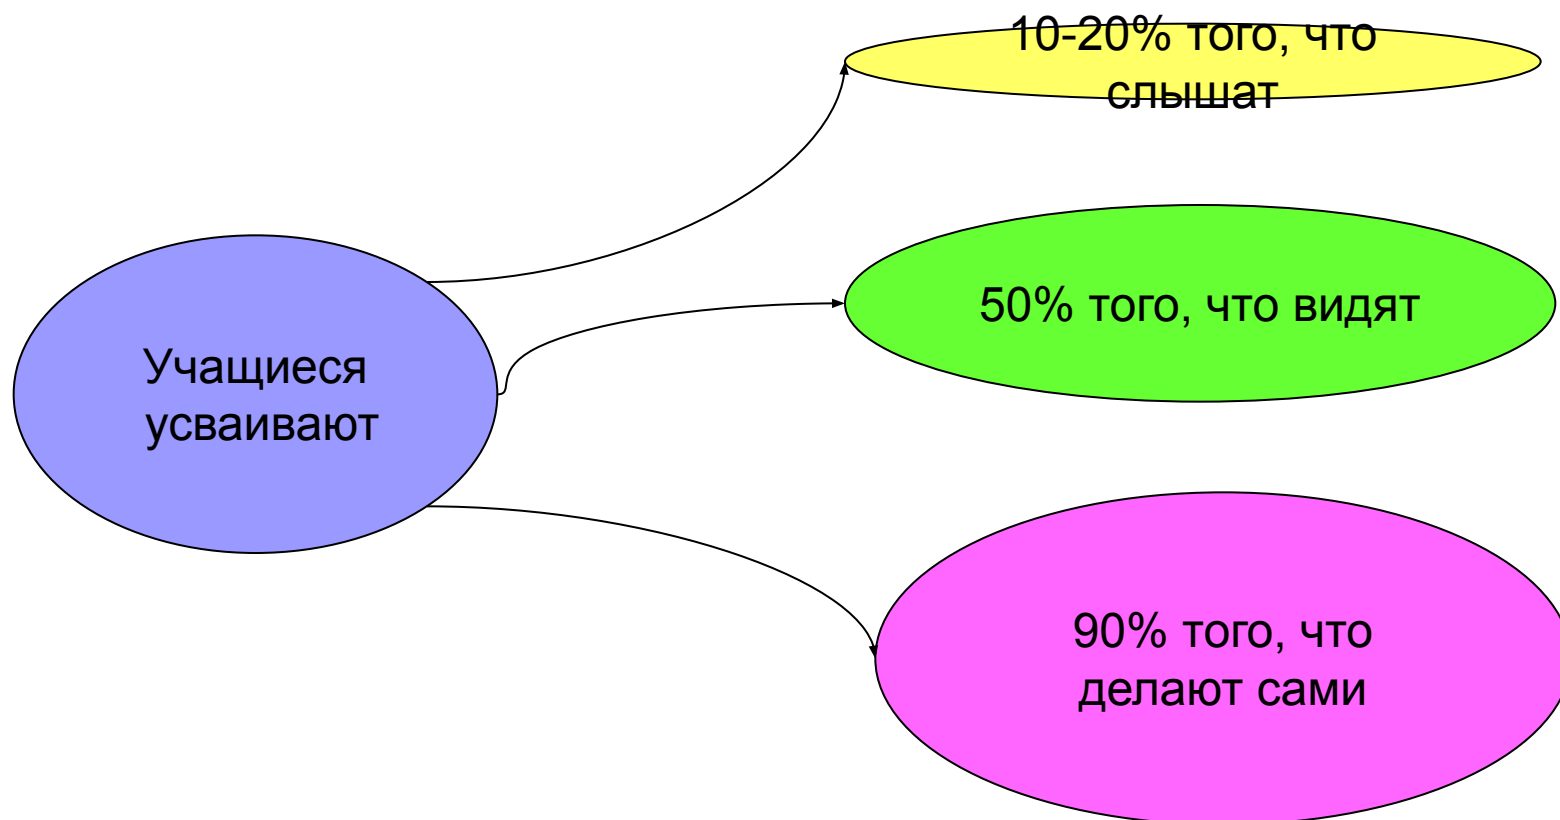 10-20% того, что
слышат
50% того, что видят
Учащиеся
усваивают
90% того, что
делают сами